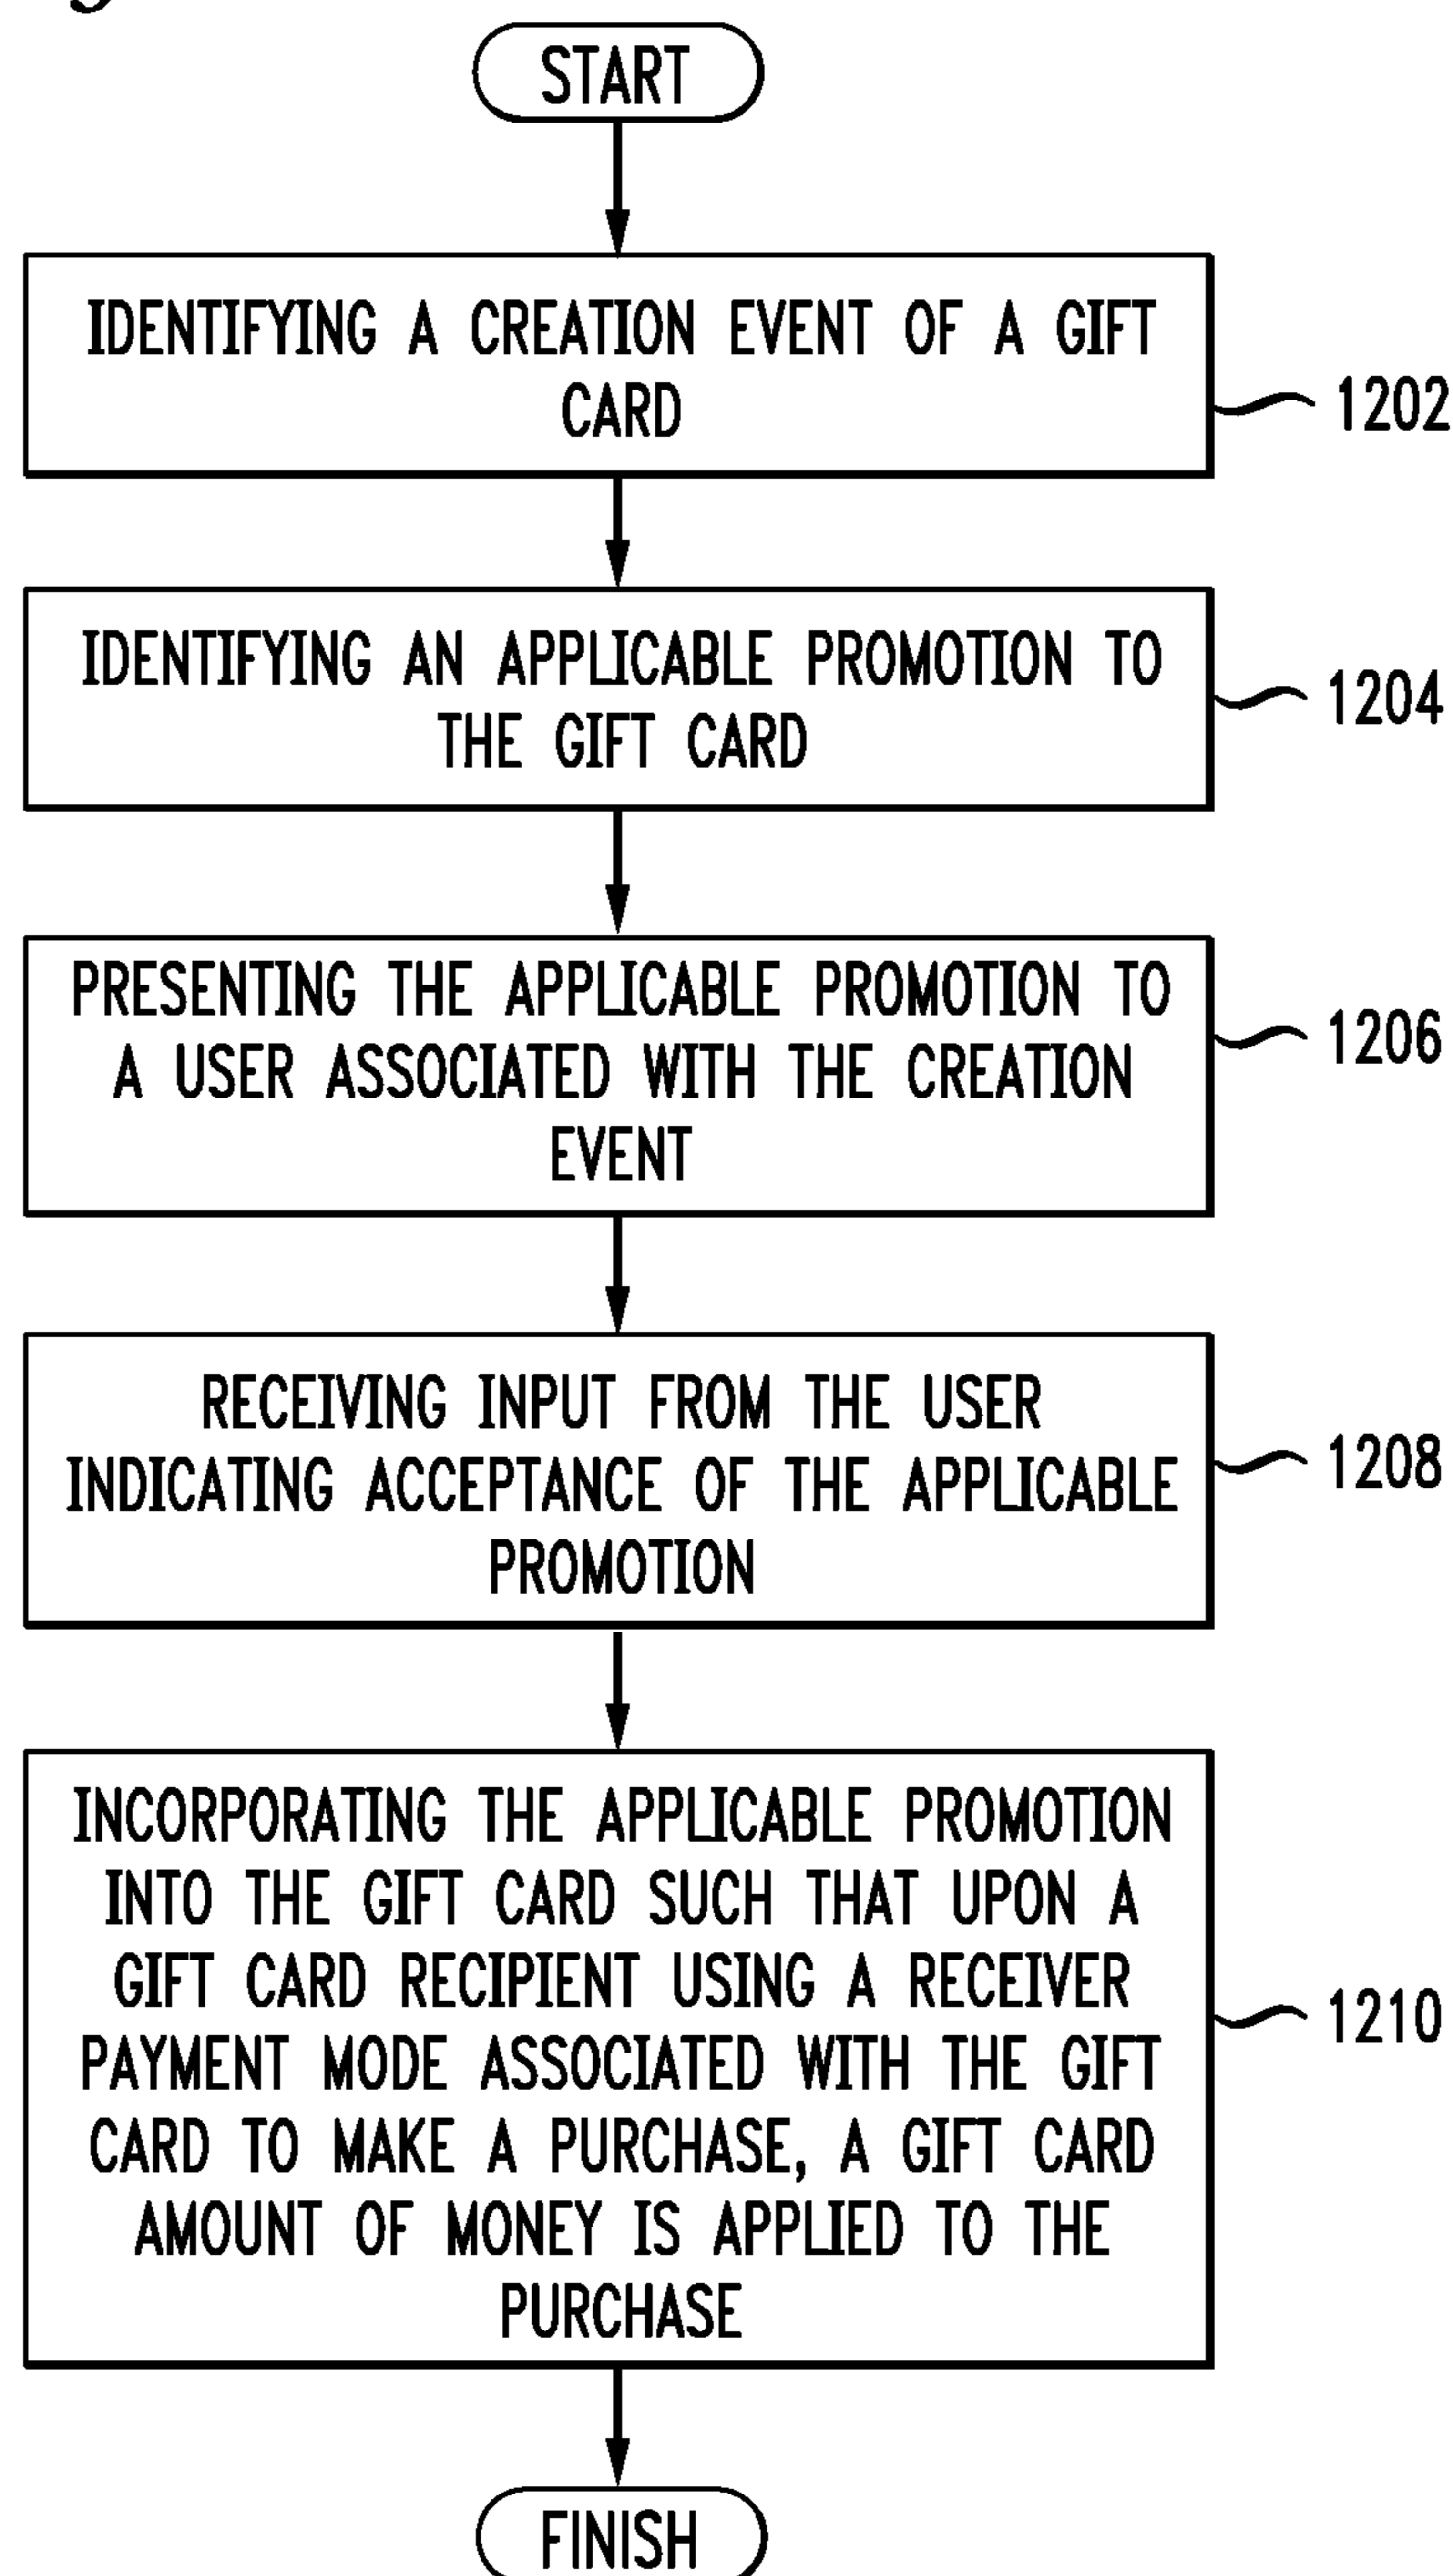 START
IDENTIFYING A CREATION EVENT OF A GIFT
CARD
1202
IDENTIFYING AN APPLICABLE PROMOTION TO
THE GIFT CARD
1204
PRESENTING THE APPLICABLE PROMOTION TO
A USER ASSOCIATED WITH THE CREATION
EVENT
1206
RECEIVING INPUT FROM THE USER
INDICATING ACCEPTANCE OF THE APPLICABLE
PROMOTION
1208
INCORPORATING THE APPLICABLE PROMOTION
INTO THE GIFT CARD SUCH THAT UPON A
GIFT CARD RECIPIENT USING A RECEIVER
PAYMENT MODE ASSOCIATED WITH THE GIFT
CARD TO MAKE A PURCHASE, A GIFT CARD
AMOUNT OF MONEY IS APPLIED TO THE
PURCHASE
1210
FINISH